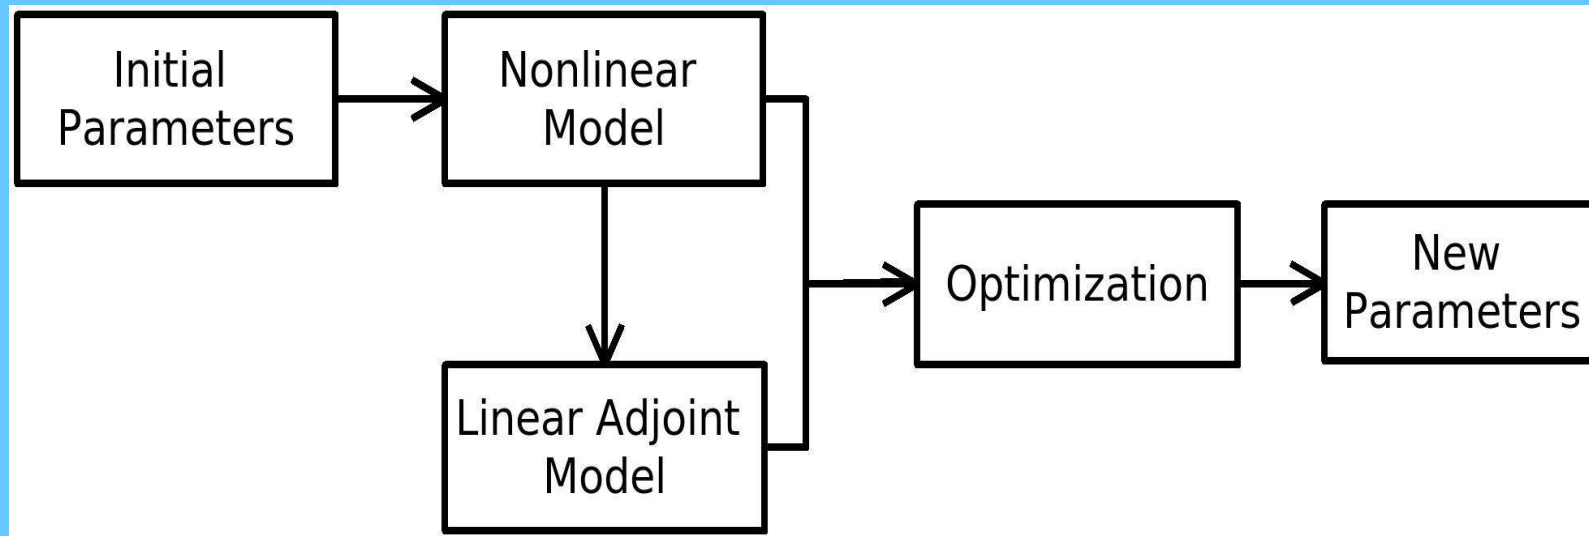 Initial
Parameters
Nonlinear
Model
Linear Adjoint
Model
Optimization
New
Parameters